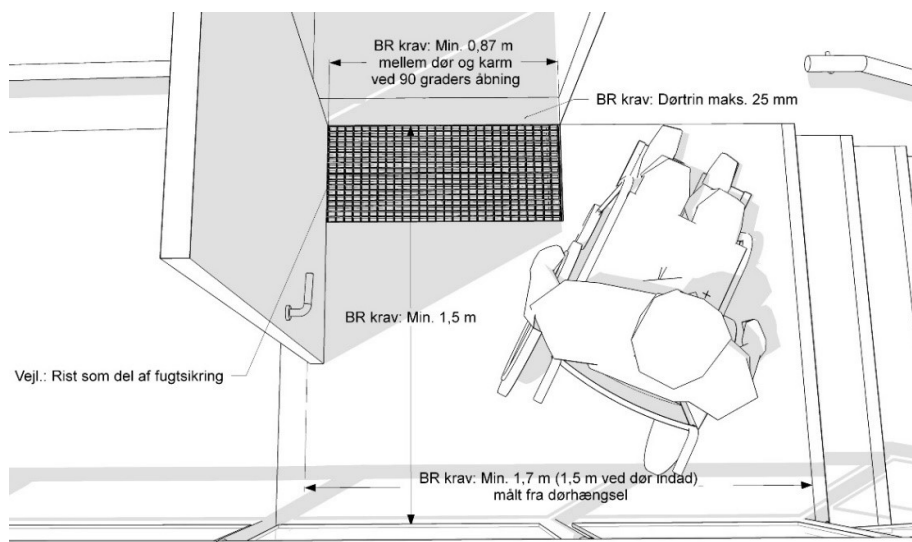 BR krav: Min. 0,87 m
mellem dør og karm
ved 90 graders åbning
BR krav: Dørtrin maks. 25 mm
BR krav: Min. 1,5 m
Vejl.: Rist som del af fugtsikring
BR krav: Min. 1,7 m (1,5 m ved dør indad)
målt fra dørhængsel